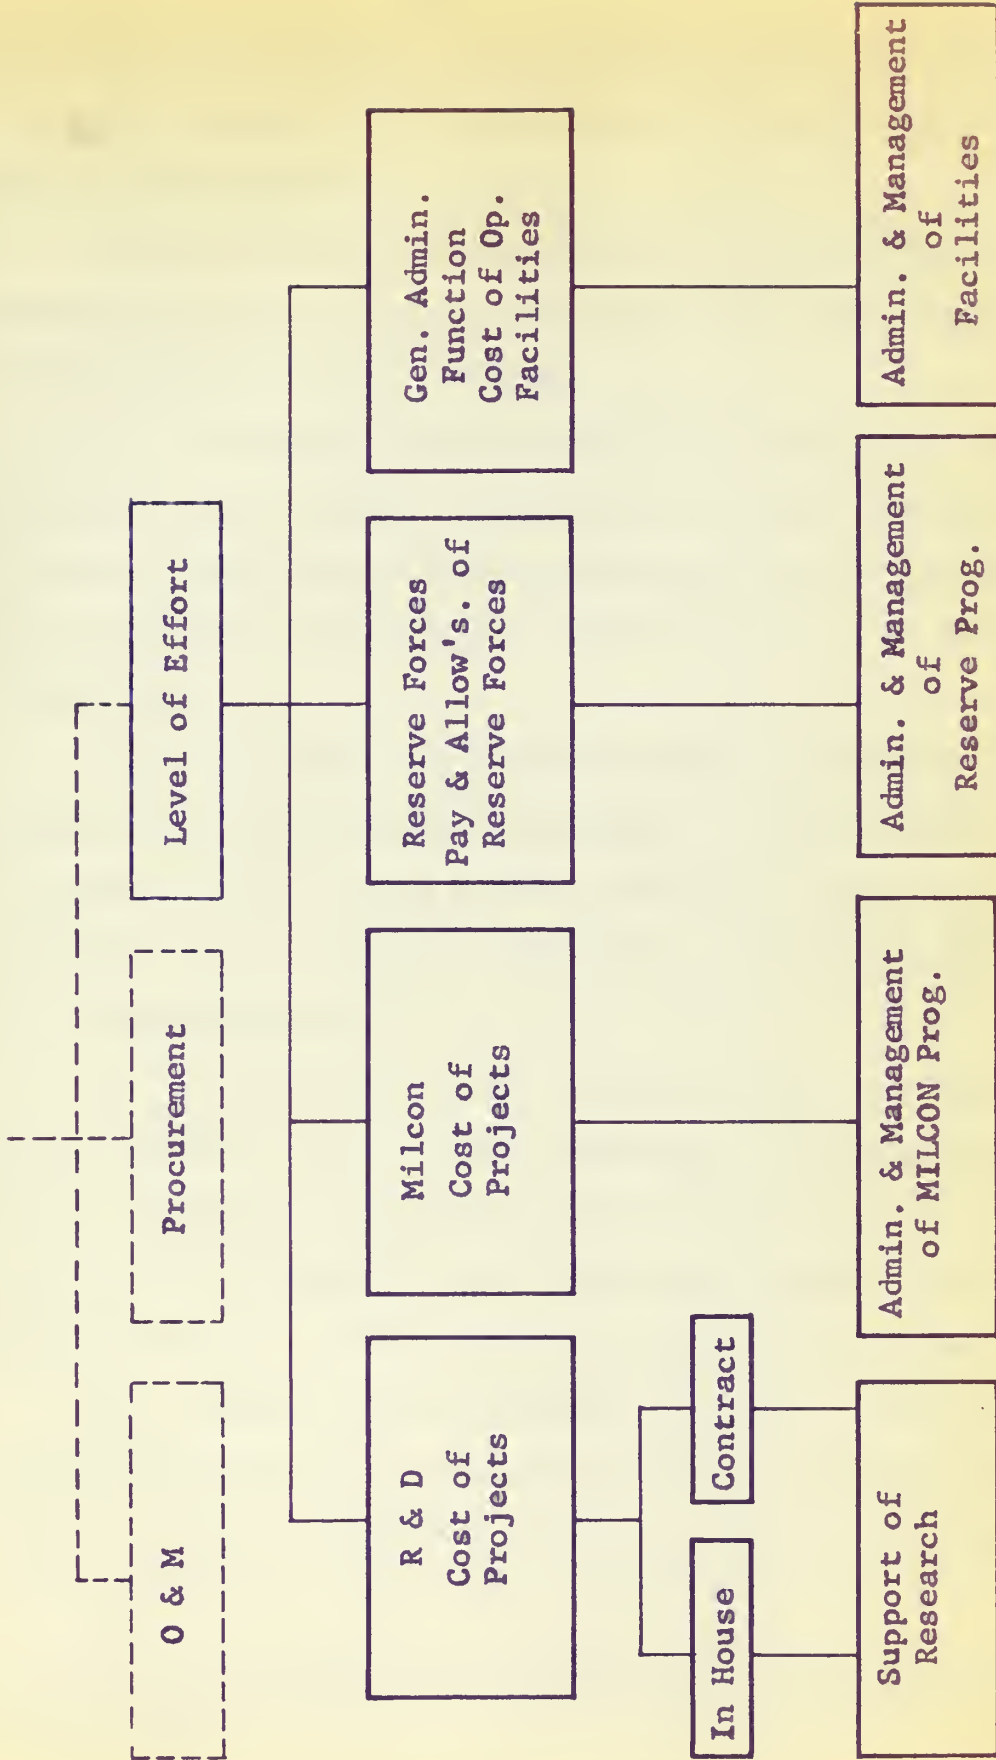 O & M
Procurement
Level of Effort
R & D
Cost of
Projects
Milcon
Cost of
Projects
Reserve Forces
Pay & Allow's. of
Reserve Forces
Gen. Admin.
Function
Cost of Op.
Facilities
In House
Contract
Support of
Research
Admin. & Management
of MILCON Prog.
Admin. & Management
of
Reserve Prog.
Admin. & Management
of
Facilities